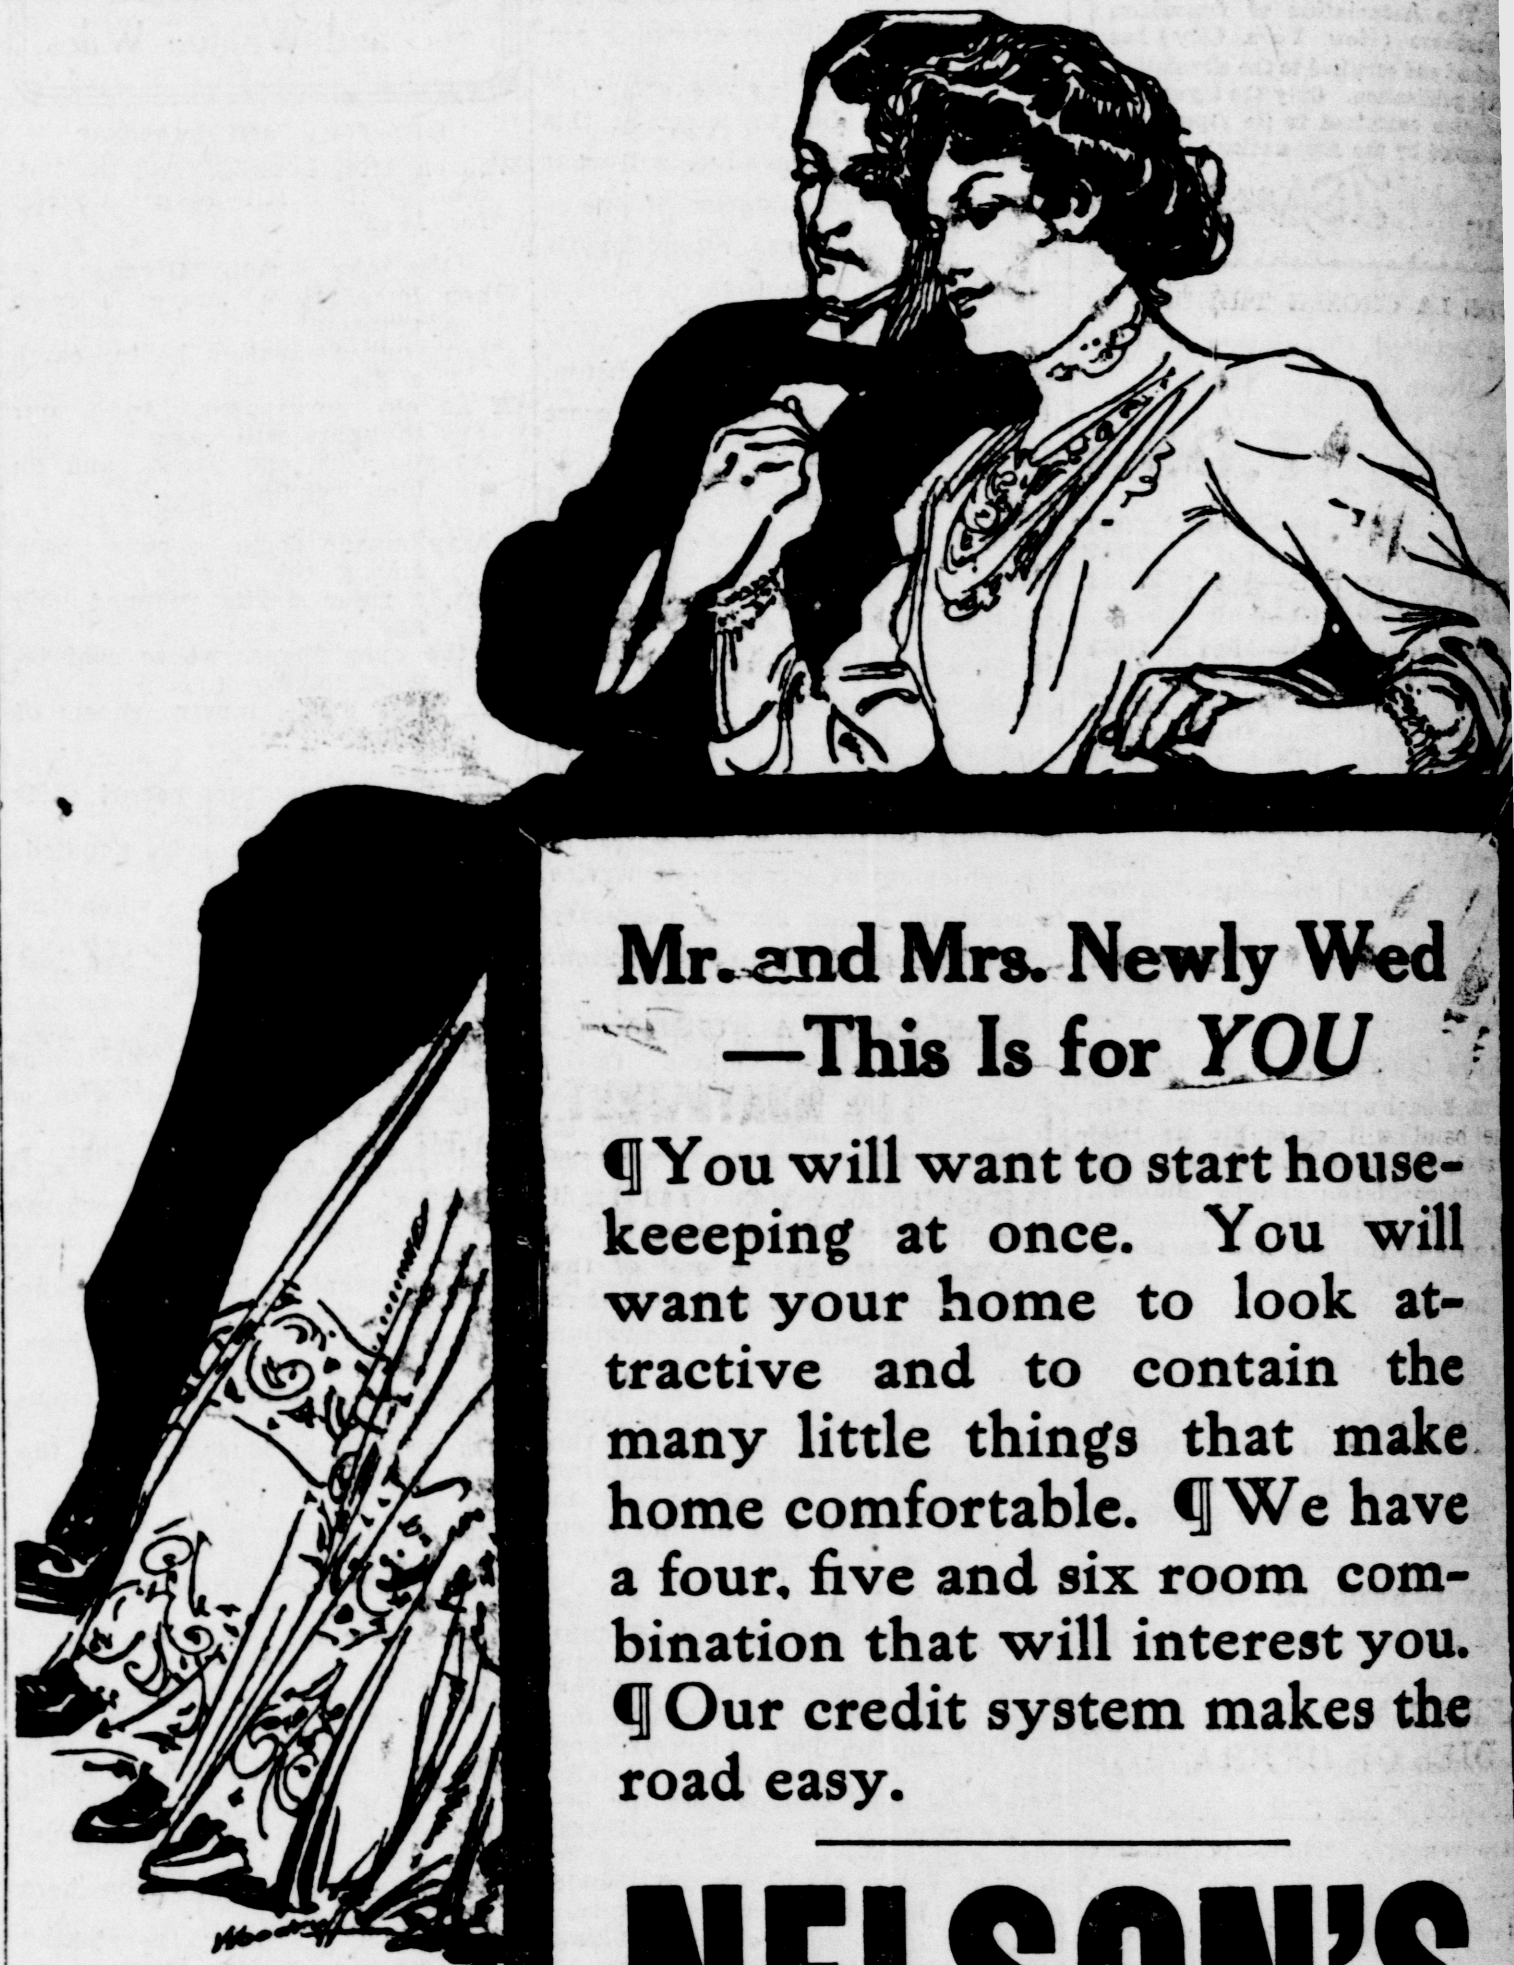 Mr. and Mrs. Newly Wed
—This Is for YOU
¶ You will want to start house-
keeeping at once. You will
want your home to look at-
tractive and to contain the
many little things that make
home comfortable. ¶ We have
a four, five and six room com-
bination that will interest you.
¶ Our credit system makes the
road easy.
NELSON'S